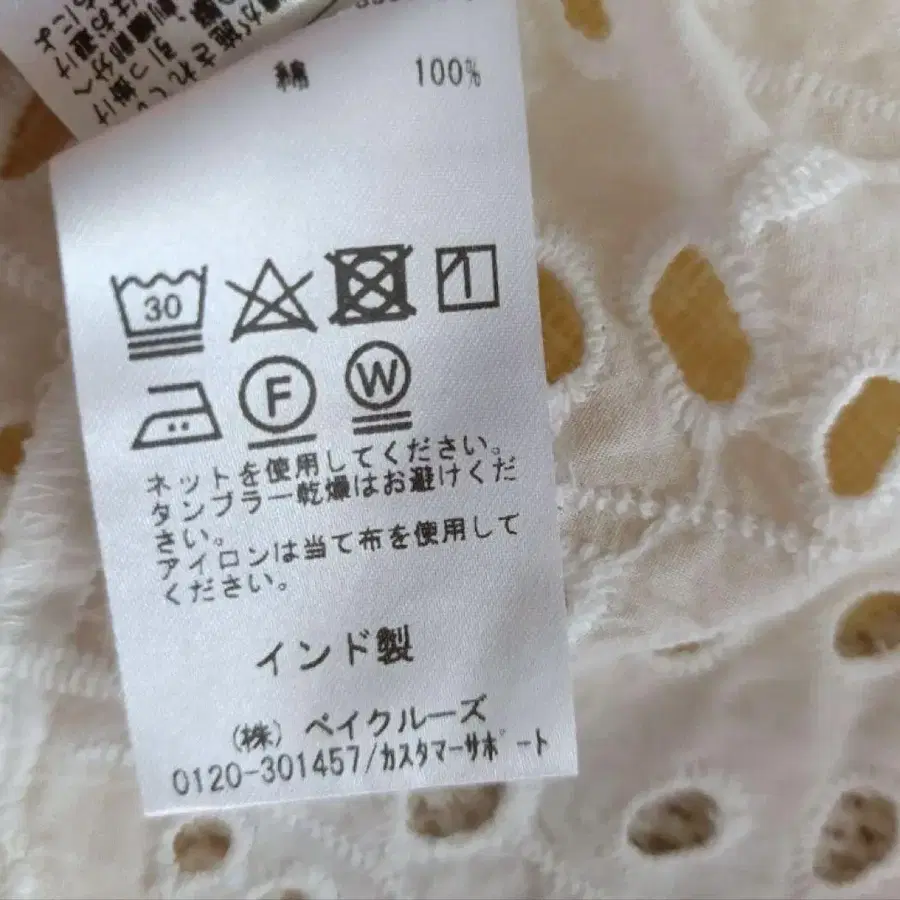 綿 100%
30
F W
ネットを使用してください。
タンブラー乾燥はお避けくだ
さい。
アイロンは当て布を使用して
ください。
インド製
(株) ベイクルーズ
0120-301457/カスタマーサポート